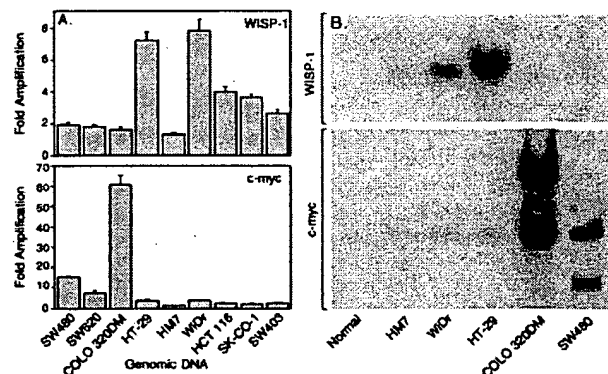 A.
WISP-1
Fold Amplification
6
4
2
0
c-myc
Fold Amplification
70
60
50
40
30
20
10
0
SW480
SW620
COLO 320DM
HT-29
HM7
WiDr
HCT 116
SK-CO-1
SW403
Genomic DNA
B.
WISP-1
c-myc
Normal
HM7
WiDr
HT-29
COLO 320DM
SW480